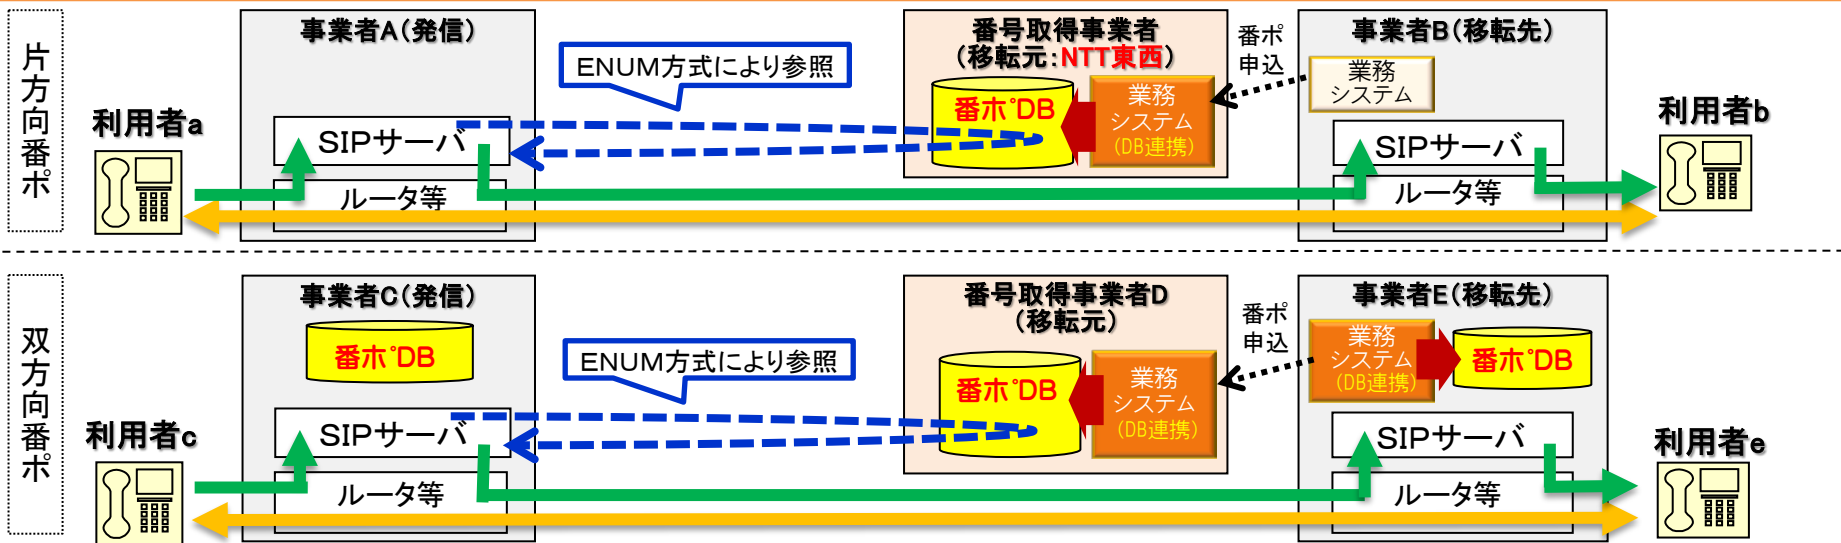 片方向番ポ
事業者A(発信)
ENUM方式により参照
番号取得事業者
(移転元:NTT東西)
番ポ
申込
事業者B(移転先)
業務
システム
番ポDB
業務
システム
(DB連携)
利用者a
SIPサーバ
ルータ等
SIPサーバ
ルータ等
利用者b
双方向番ポ
事業者C(発信)
番ポDB
ENUM方式により参照
番号取得事業者D
(移転元)
番ポ
申込
事業者E(移転先)
業務
システム
(DB連携)
番ポDB
番ポDB
業務
システム
(DB連携)
利用者c
SIPサーバ
ルータ等
SIPサーバ
ルータ等
利用者e